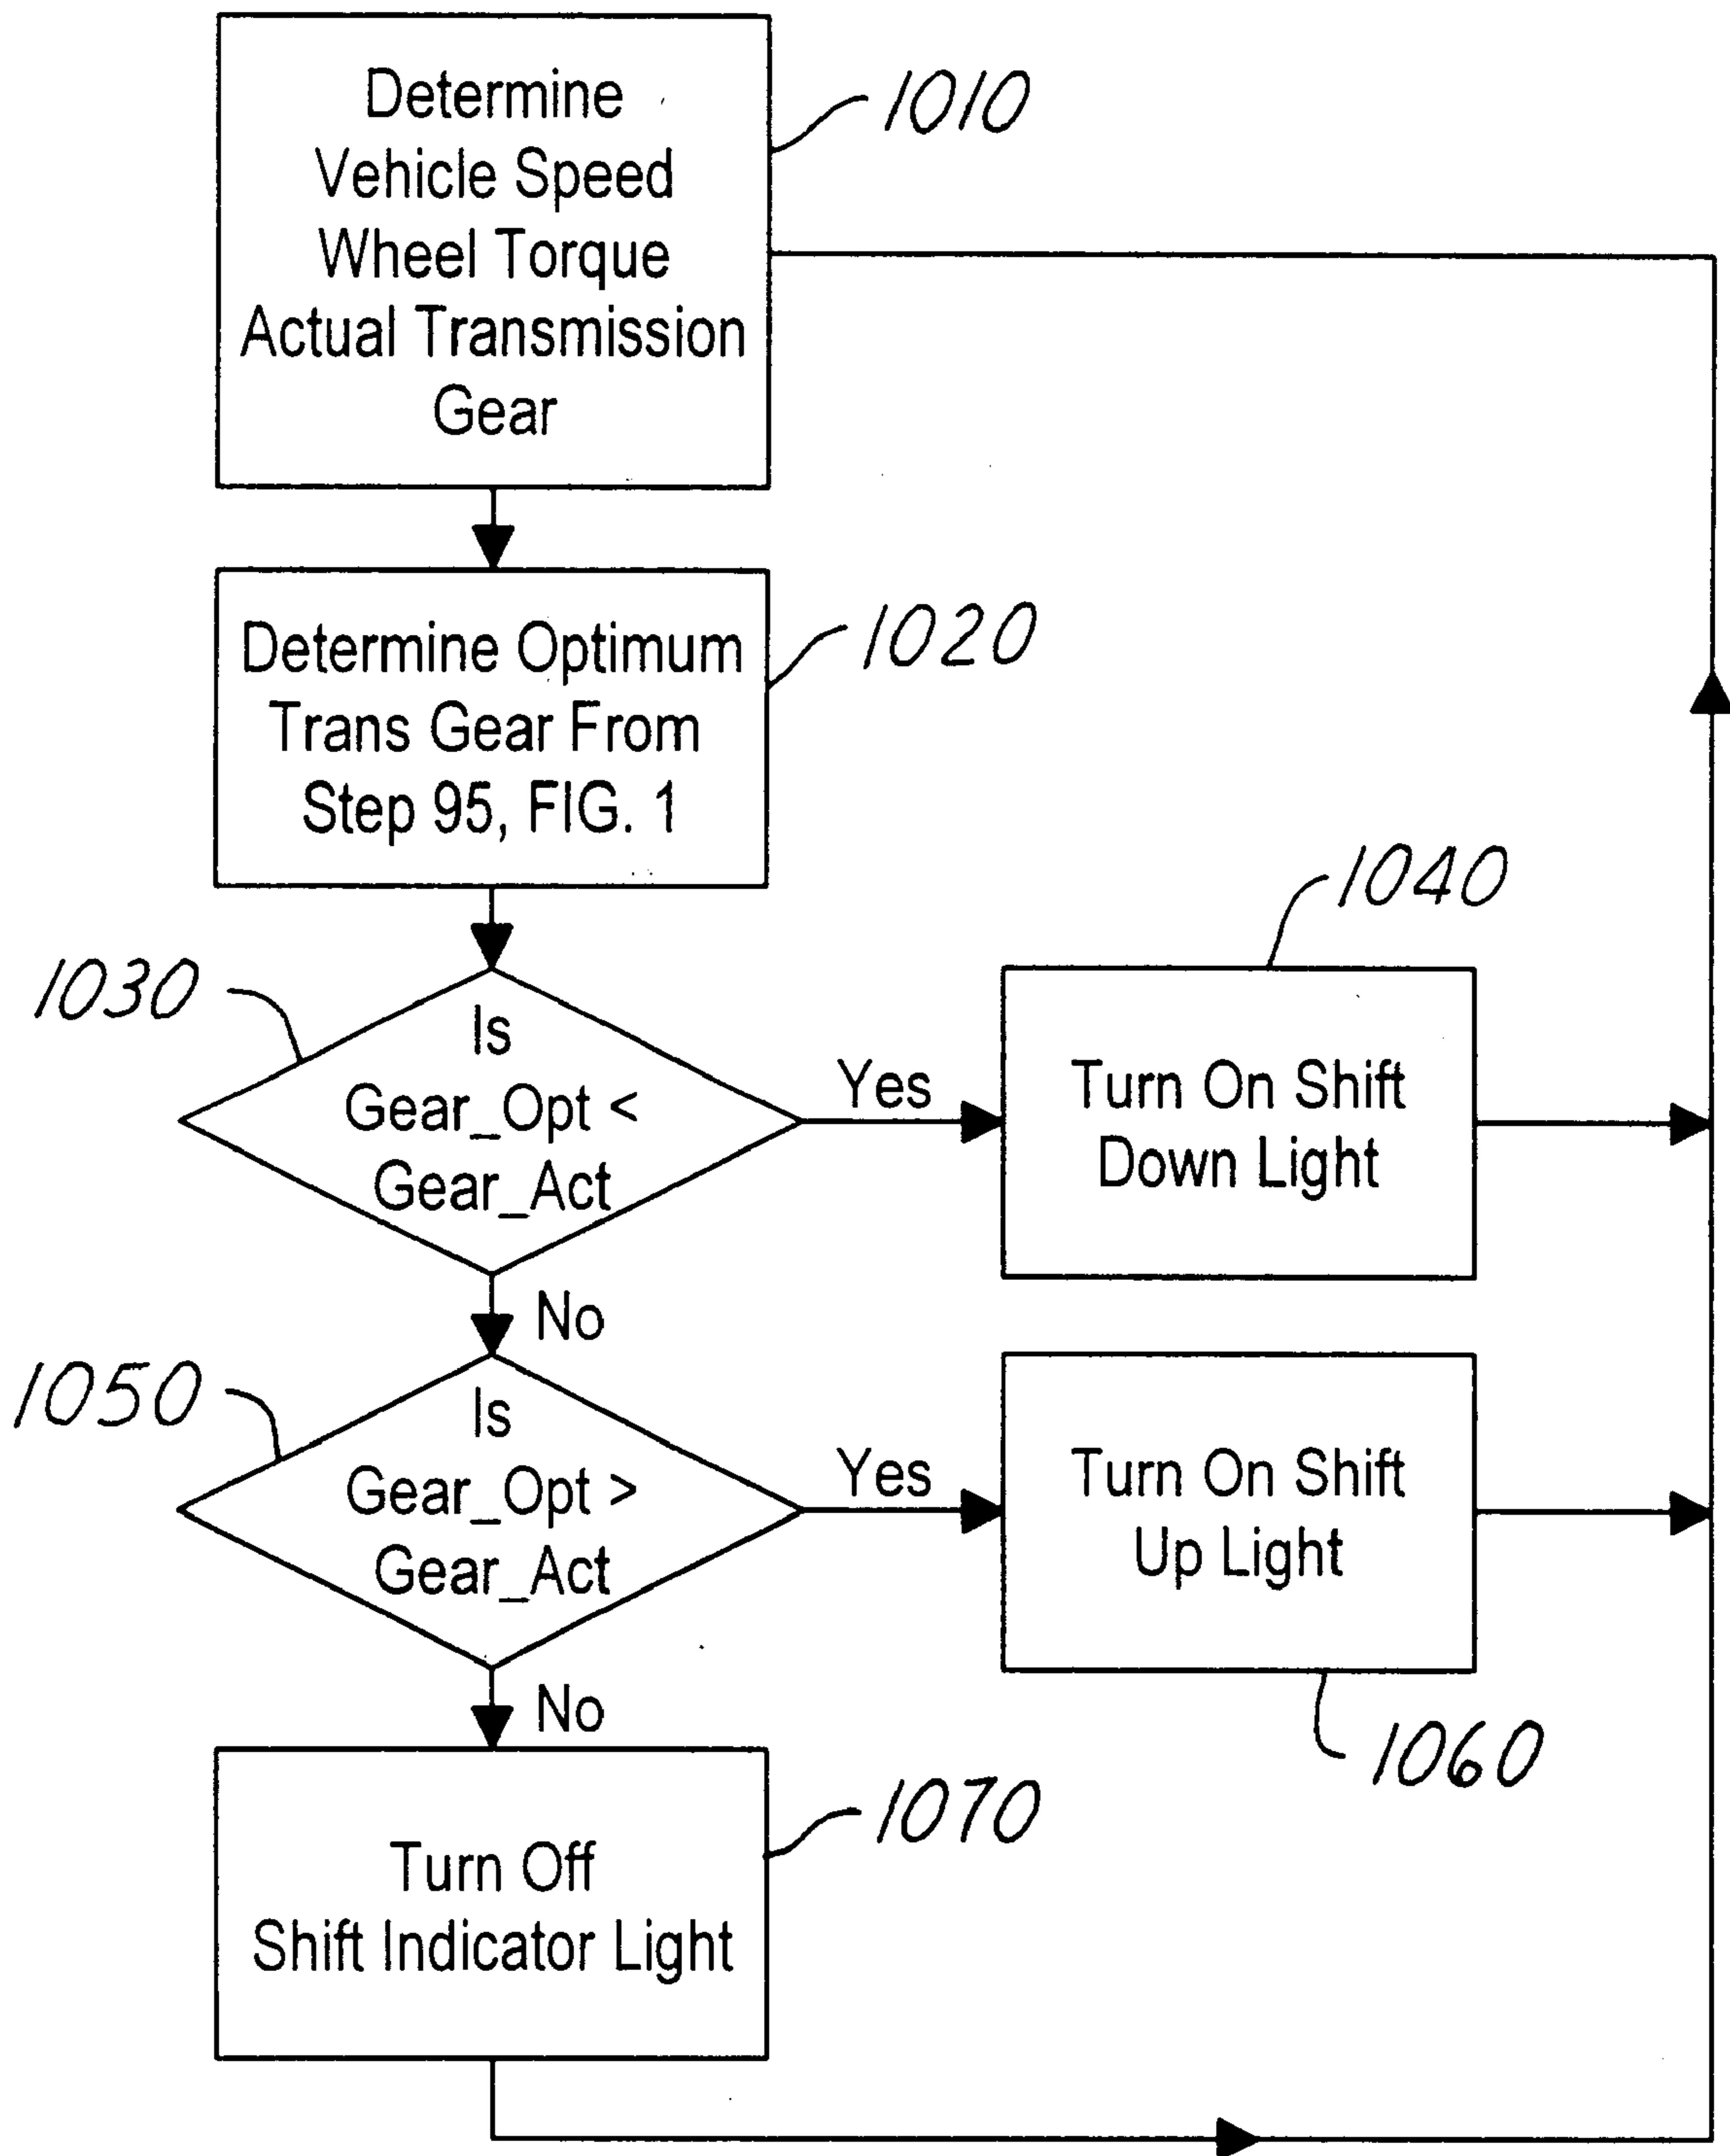 Determine
Vehicle Speed
Wheel Torque
Actual Transmission
Gear
1010
Determine Optimum
Trans Gear From
Step 95, FIG. 1
1020
1030
Is
Gear_Opt <
Gear_Act
Yes
1040
Turn On Shift
Down Light
No
1050
Is
Gear_Opt >
Gear_Act
Yes
Turn On Shift
Up Light
1060
No
Turn Off
Shift Indicator Light
1070